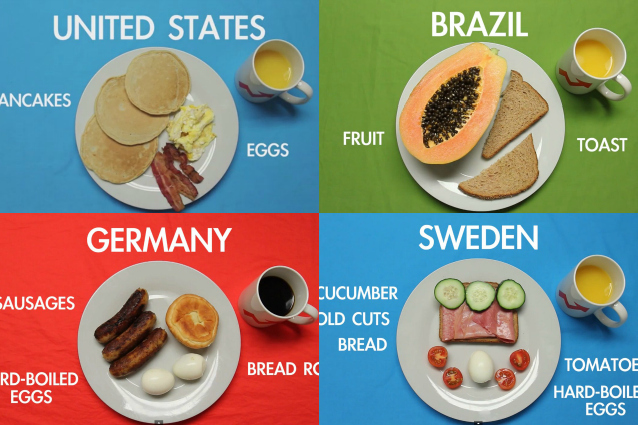 UNITED STATES
ANCAKES
EGGS
BRAZIL
FRUIT
TOAST
GERMANY
SAUSAGES
RD-BOILED
EGGS
BREAD RO
SWEDEN
CUCUMBER
OLD CUTS
BREAD
TOMATOE
HARD-BOILE
EGGS